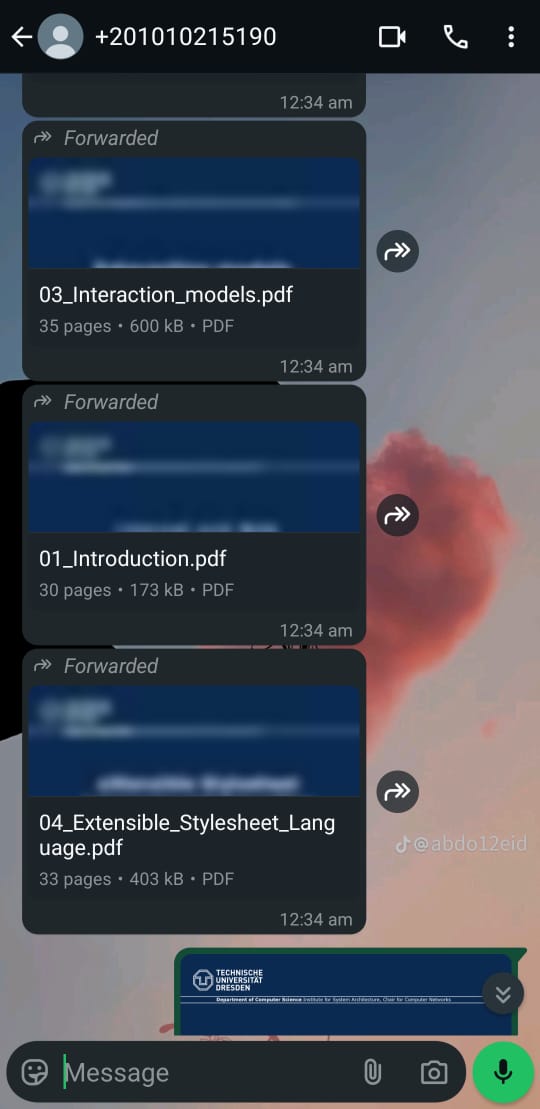 +201010215190
12:34 am
Forwarded
03_Interaction_models.pdf
35 pages • 600 kB • PDF
12:34 am
Forwarded
01_Introduction.pdf
30 pages • 173 kB • PDF
12:34 am
Forwarded
04_Extensible_Stylesheet_Lang
uage.pdf
33 pages • 403 kB • PDF
@abdo12eid
12:34 am
TECHNISCHE
UNIVERSITÄT
DRESDEN
Department of Computer Science Institute for System Architecture, Chair for Computer Networks
Message